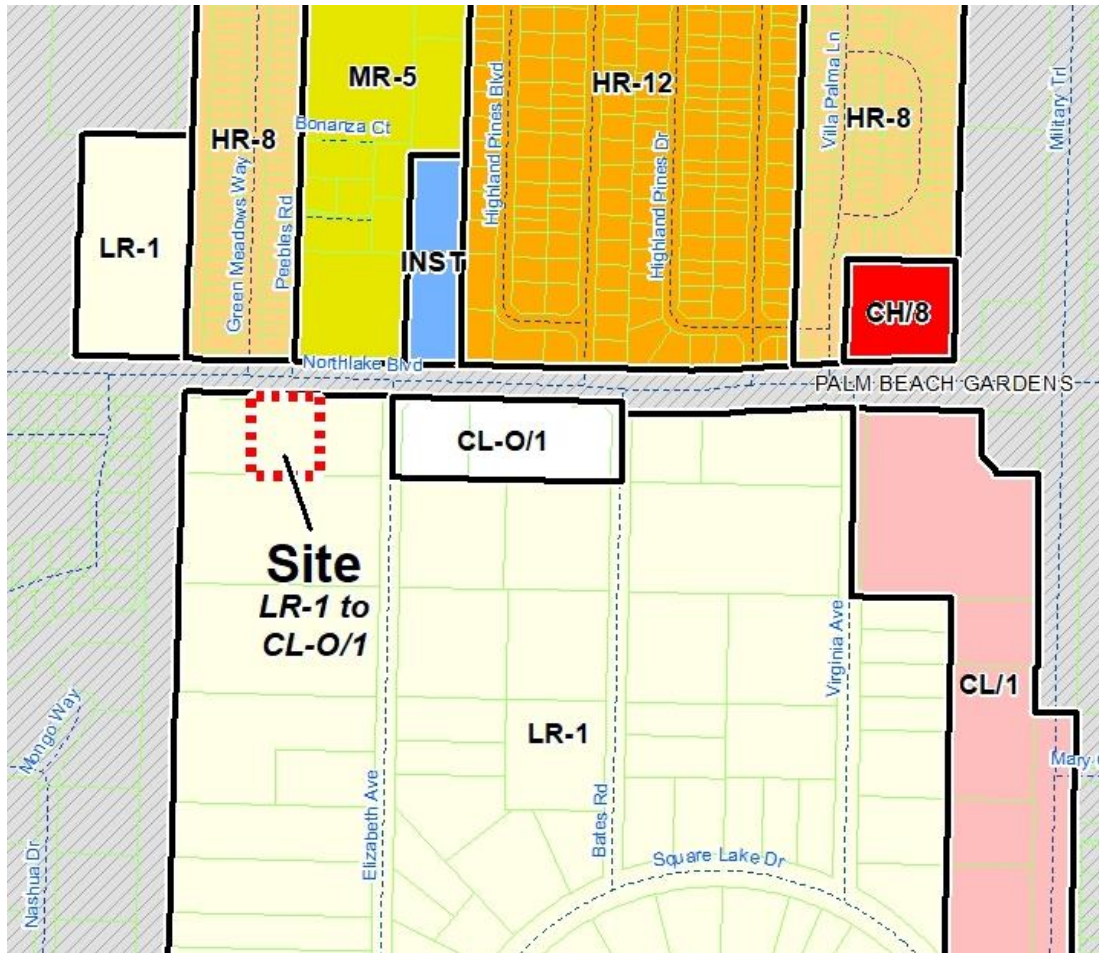 MR-5
HR-12
HR-8
HR-8
LR-1
INST
CH/8
Bonanza Ct
Green Meadows Way
Peebles Rd
Highland Pines Blvd
Highland Pines Dr
Villa Palma Ln
Military Trl
Northlake Blvd
PALM BEACH GARDENS
CL-O/1
Site
LR-1 to
CL-O/1
LR-1
CL/1
Mongo Way
Nashua Dr
Elizabeth Ave
Bates Rd
Virginia Ave
Square Lake Dr
Mary